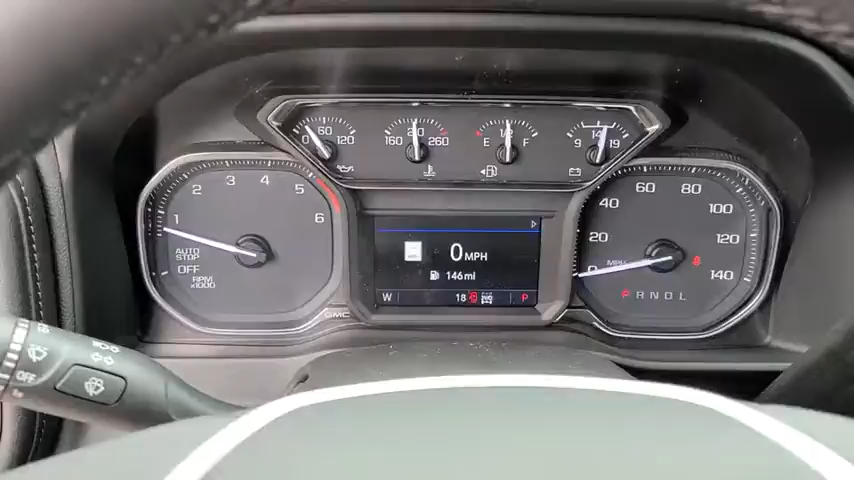 0 60 120
160 210 260
E 1/2 F
9 14 19
1 2 3 4 5 6
AUTO STOP
OFF
RPM
x1000
0 MPH
146 mi
W 18 2WD P
GMC
0 20 40 60 80 100 120 140
MPH
P R N D L
OFF